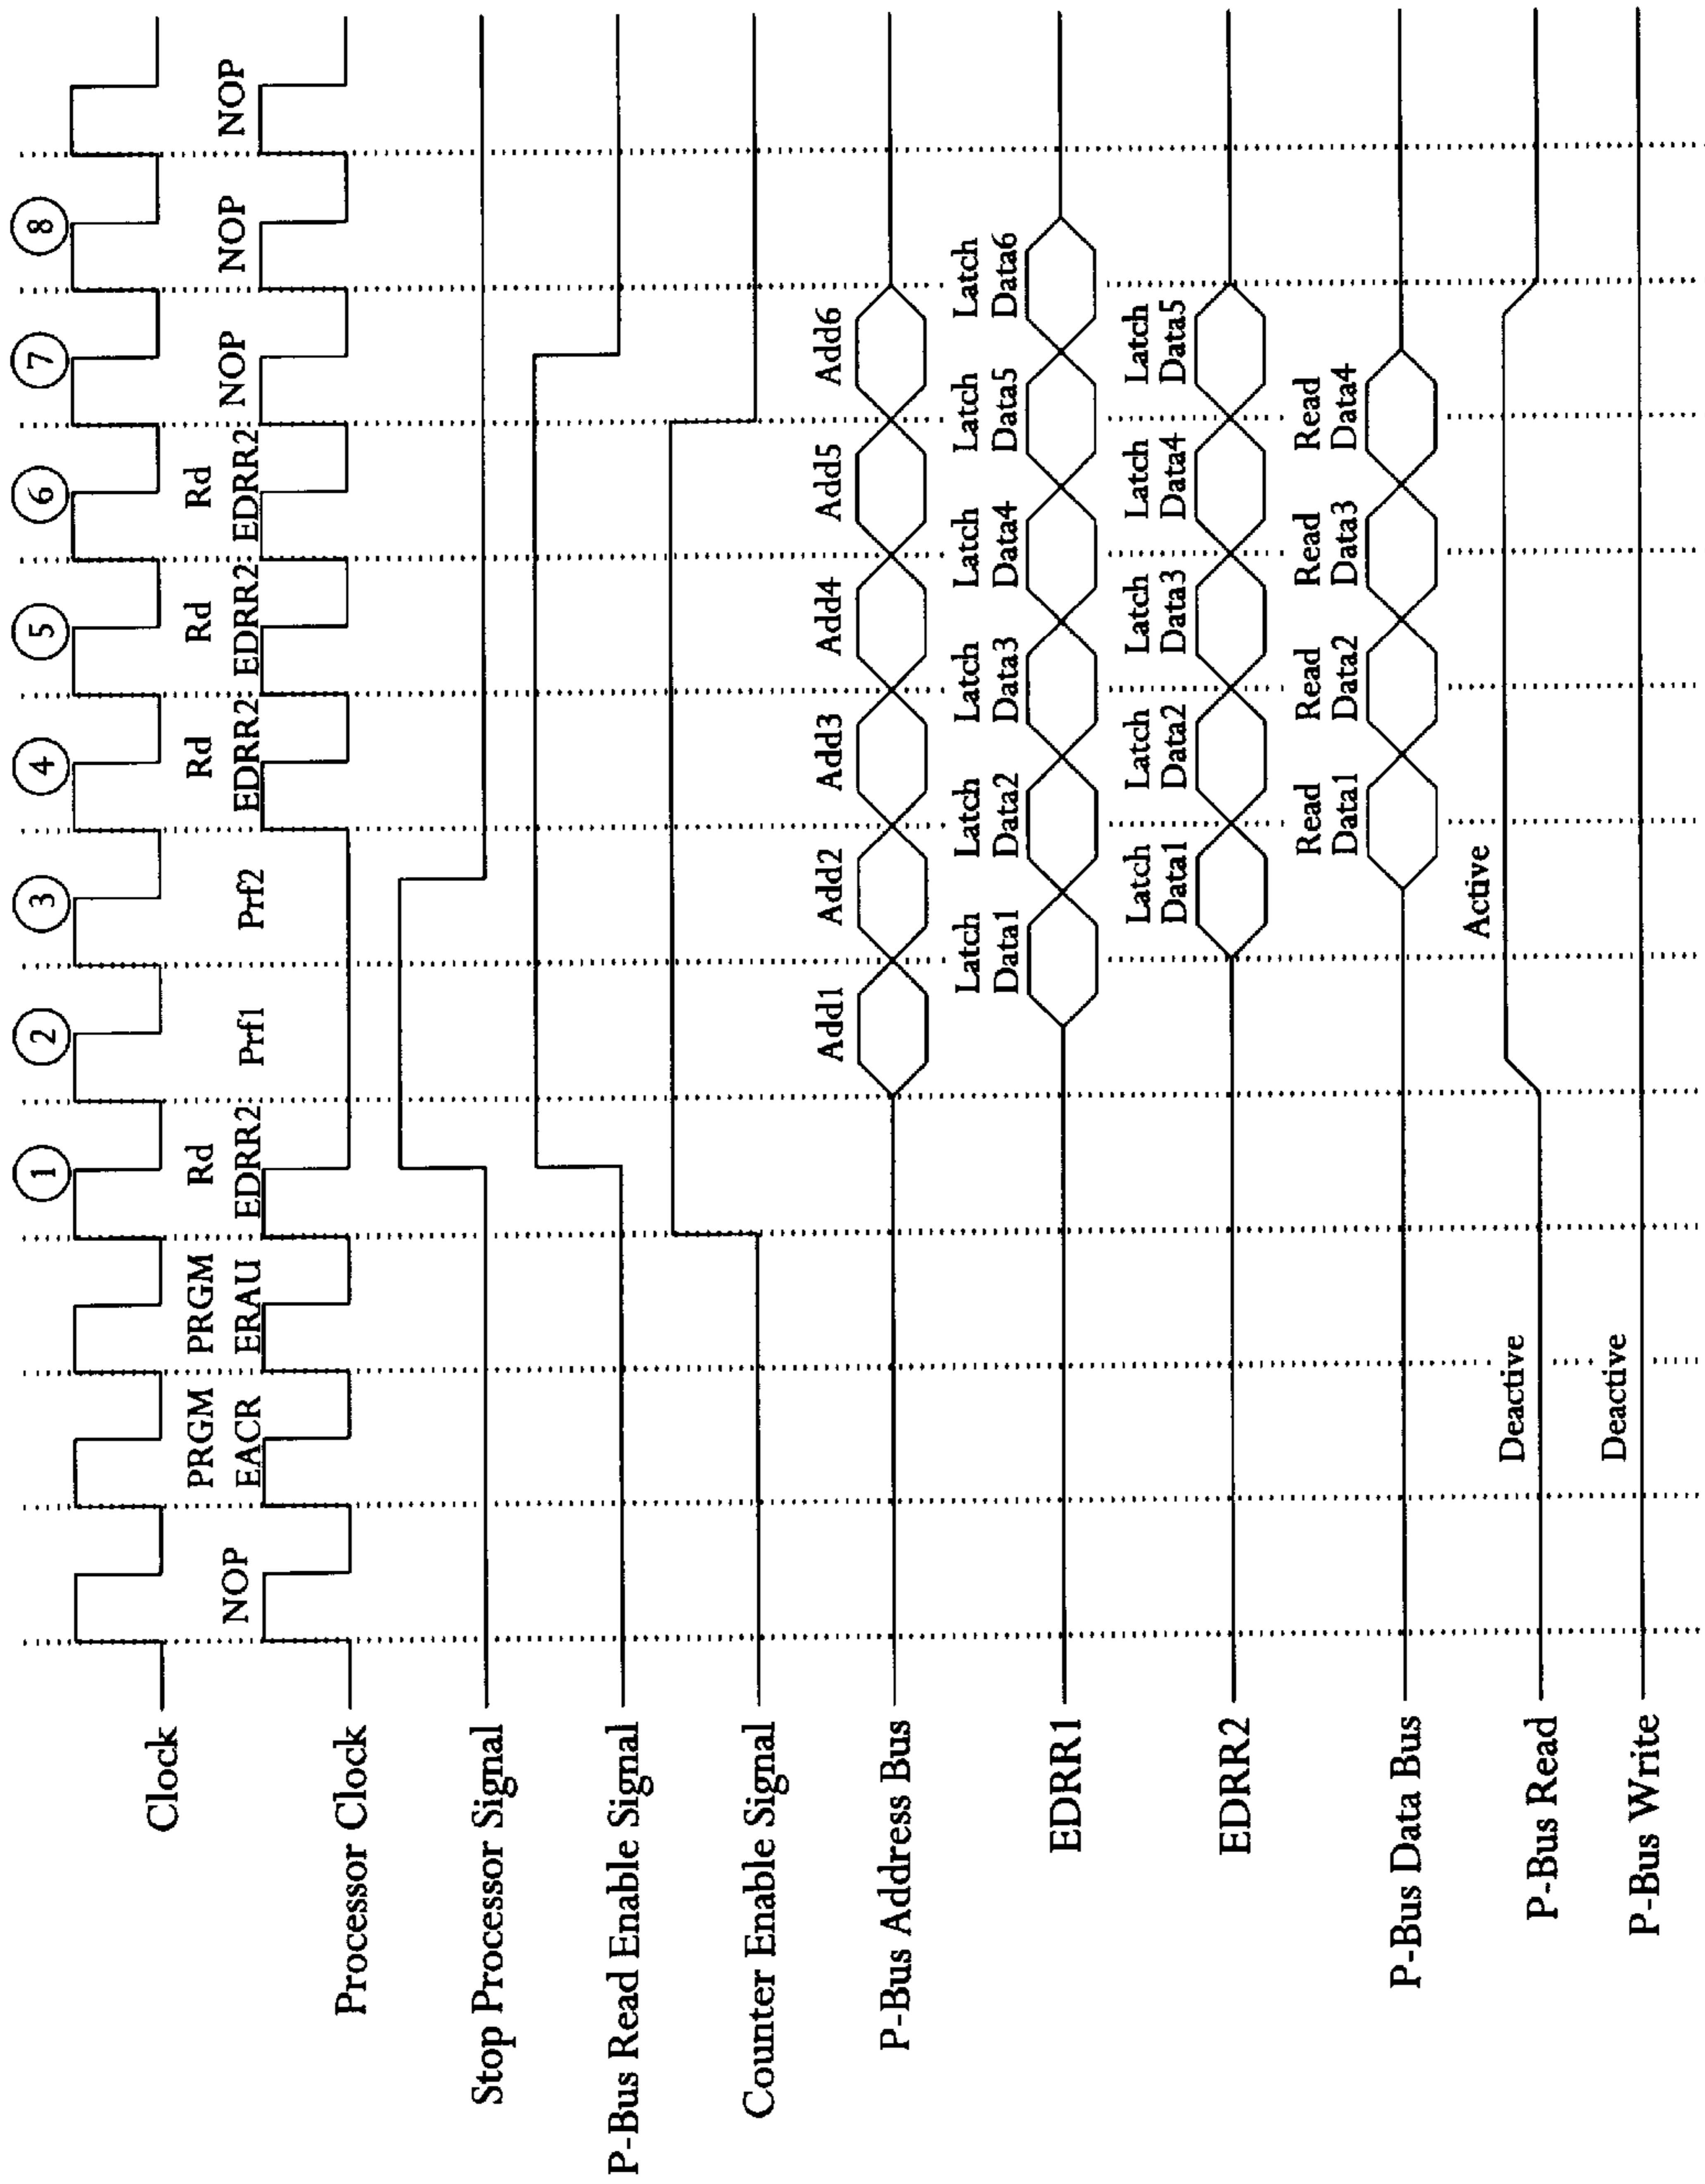 1
2
3
4
5
6
7
8
Clock
NOP
PRGM
EACR
PRGM
ERAU
Rd
EDRR2
Prf1
Prf2
Rd
EDRR2
Rd
EDRR2
Rd
EDRR2
NOP
NOP
NOP
Processor Clock
Stop Processor Signal
P-Bus Read Enable Signal
Counter Enable Signal
Add1
Add2
Add3
Add4
Add5
Add6
P-Bus Address Bus
Latch
Data1
Latch
Data2
Latch
Data3
Latch
Data4
Latch
Data5
Latch
Data6
EDRR1
Latch
Data1
Latch
Data2
Latch
Data3
Latch
Data4
Latch
Data5
EDRR2
Read
Data1
Read
Data2
Read
Data3
Read
Data4
P-Bus Data Bus
Deactive
Active
P-Bus Read
Deactive
P-Bus Write